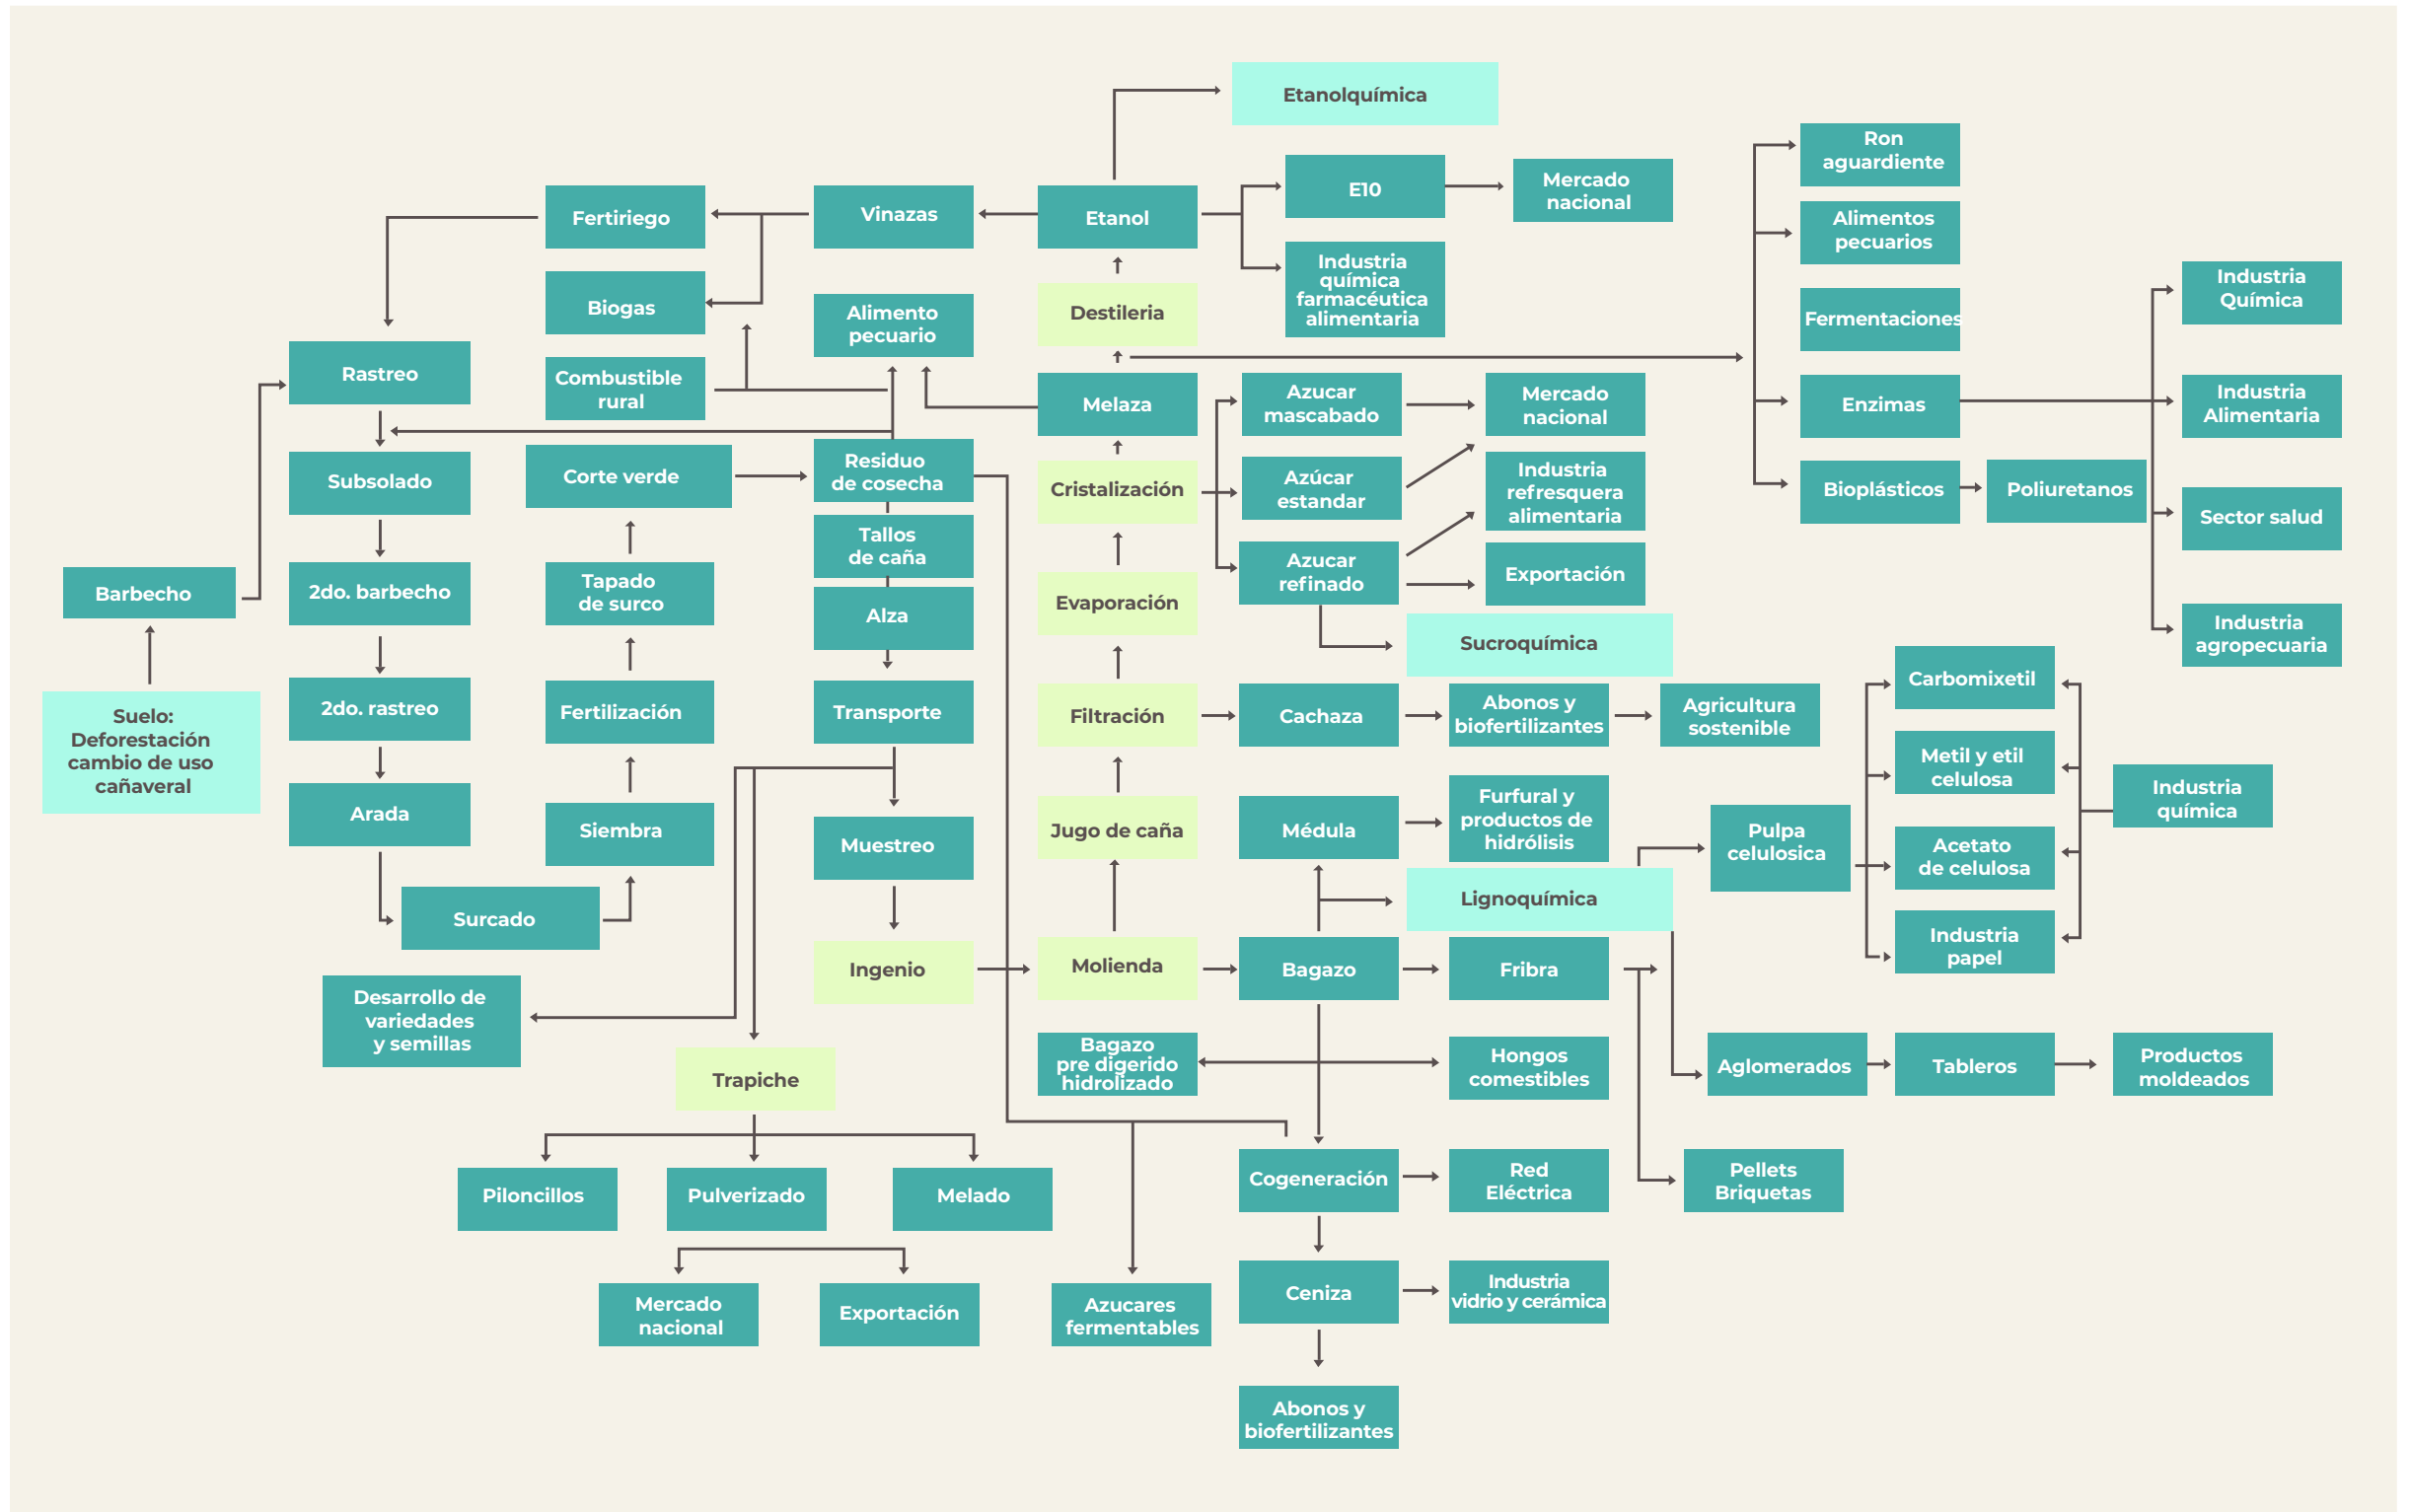 Etanolquímica
Ron
aguardiente
E10
Mercado
nacional
Fertiriego
Vinazas
Etanol
Alimentos
pecuarios
Industria
química
farmacéutica
alimentaria
Industria
Química
Biogas
Alimento
pecuario
Destileria
Fermentaciones
Rastreo
Combustible
rural
Melaza
Azucar
mascabado
Mercado
nacional
Enzimas
Industria
Alimentaria
Subsolado
Corte verde
Residuo
de cosecha
Cristalización
Azúcar
estandar
Industria
refresquera
alimentaria
Bioplásticos
Poliuretanos
Sector salud
Tallos
de caña
Barbecho
2do. barbecho
Tapado
de surco
Alza
Evaporación
Azucar
refinado
Exportación
Sucroquímica
Industria
agropecuaria
Suelo:
Deforestación
cambio de uso
cañaveral
2do. rastreo
Fertilización
Transporte
Filtración
Cachaza
Abonos y
biofertilizantes
Agricultura
sostenible
Carbomixetil
Metil y etil
celulosa
Industria
química
Arada
Siembra
Muestreo
Jugo de caña
Médula
Furfural y
productos de
hidrólisis
Pulpa
celulosica
Acetato
de celulosa
Surcado
Lignoquímica
Industria
papel
Ingenio
Molienda
Bagazo
Fribra
Desarrollo de
variedades
y semillas
Trapiche
Bagazo
pre digerido
hidrolizado
Hongos
comestibles
Aglomerados
Tableros
Productos
moldeados
Piloncillos
Pulverizado
Melado
Cogeneración
Red
Eléctrica
Pellets
Briquetas
Mercado
nacional
Exportación
Azucares
fermentables
Ceniza
Industria
vidrio y cerámica
Abonos y
biofertilizantes